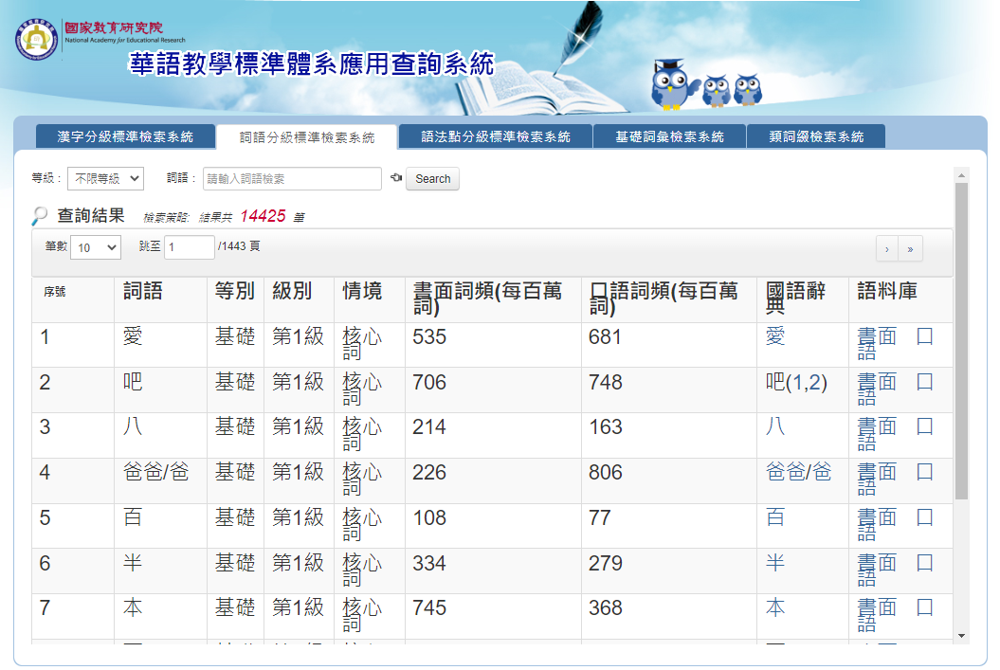 國家教育研究院
National Academy for Educational Research
華語教學標準體系應用查詢系統
漢字分級標準檢索系統 詞語分級標準檢索系統 語法點分級標準檢索系統 基礎詞彙檢索系統 類詞綴檢索系統
等級： 不限等級 詞語： 請輸入詞語檢索 Search
查詢結果 檢索策略: 結果共 14425 筆
筆數 10 跳至 1 /1443 頁 › »
序號 詞語 等別 級別 情境 書面詞頻(每百萬詞) 口語詞頻(每百萬詞) 國語辭典 語料庫
1 愛 基礎 第1級 核心詞 535 681 愛 書面 口語
2 吧 基礎 第1級 核心詞 706 748 吧(1,2) 書面 口語
3 八 基礎 第1級 核心詞 214 163 八 書面 口語
4 爸爸/爸 基礎 第1級 核心詞 226 806 爸爸/爸 書面 口語
5 百 基礎 第1級 核心詞 108 77 百 書面 口語
6 半 基礎 第1級 核心詞 334 279 半 書面 口語
7 本 基礎 第1級 核心詞 745 368 本 書面 口語